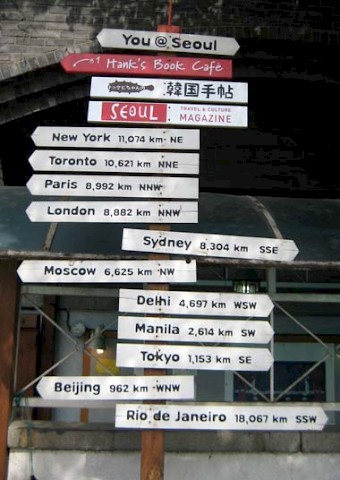 You @ Seoul
Hank's Book Café
韓国手帖
SEOUL TRAVEL & CULTURE MAGAZINE
New York 11,074 km NE
Toronto 10,621 km NNE
Paris 8,992 km NNW
London 8,882 km NNW
Sydney 8,304 km SSE
Moscow 6,625 km NW
Delhi 4,697 km WSW
Manila 2,614 km SW
Tokyo 1,153 km SE
Beijing 962 km WNW
Rio de Janeiro 18,067 km SSW